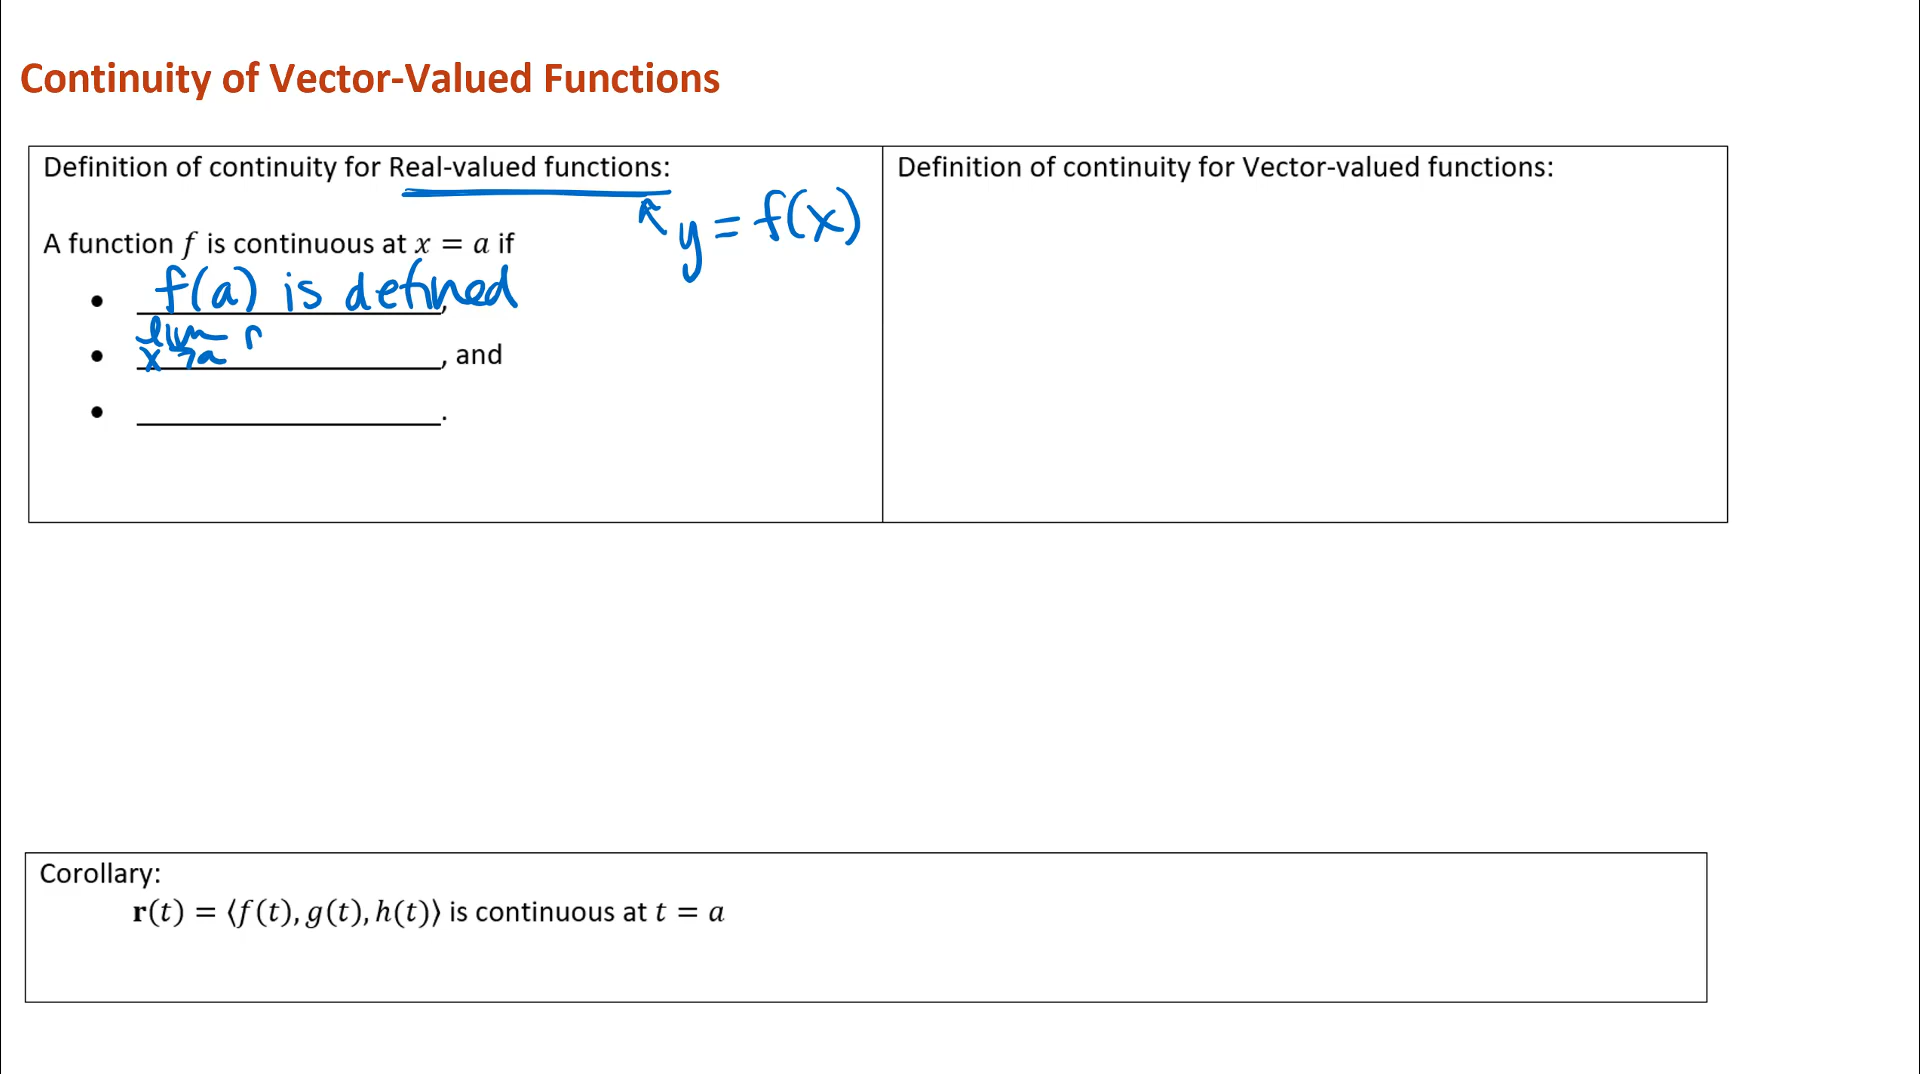 Continuity of Vector-Valued Functions
Definition of continuity for Real-valued functions:
y = f(x)
A function f is continuous at x = a if
• f(a) is defined,
• lim x→a , and
• .
Definition of continuity for Vector-valued functions:
Corollary:
r(t) = ⟨f(t), g(t), h(t)⟩ is continuous at t = a